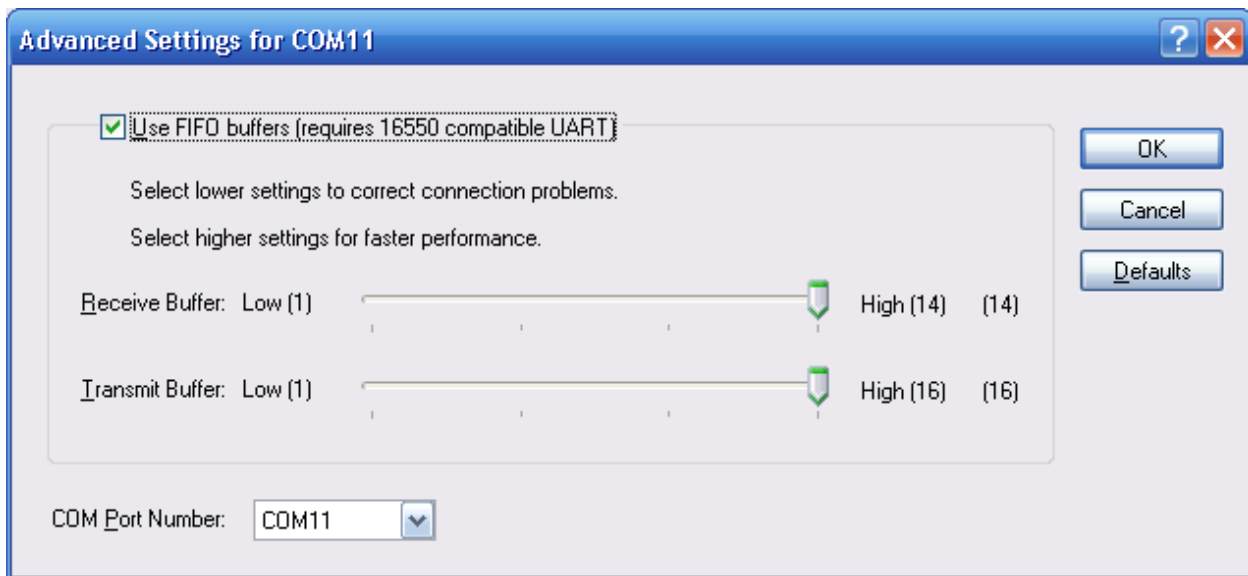 Advanced Settings for COM11
Use FIFO buffers (requires 16550 compatible UART)
OK
Select lower settings to correct connection problems.
Cancel
Select higher settings for faster performance.
Defaults
Receive Buffer: Low (1) High (14) (14)
Transmit Buffer: Low (1) High (16) (16)
COM Port Number: COM11